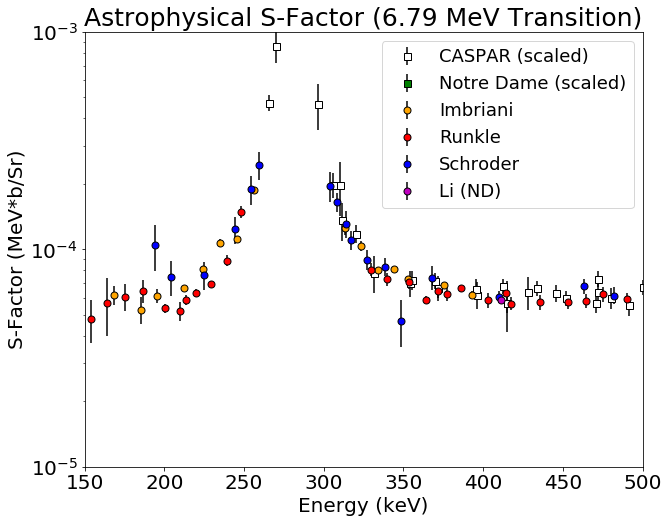 Astrophysical S-Factor (6.79 MeV Transition)
10⁻³
CASPAR (scaled)
Notre Dame (scaled)
Imbriani
Runkle
Schroder
Li (ND)
S-Factor (MeV*b/Sr)
10⁻⁴
10⁻⁵
150 200 250 300 350 400 450 500
Energy (keV)